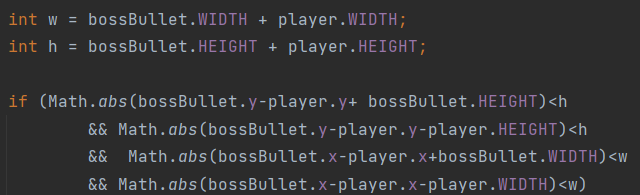 int w = bossBullet.WIDTH + player.WIDTH;
int h = bossBullet.HEIGHT + player.HEIGHT;
if (Math.abs(bossBullet.y-player.y+ bossBullet.HEIGHT)<h
&& Math.abs(bossBullet.y-player.y-player.HEIGHT)<h
&&  Math.abs(bossBullet.x-player.x+bossBullet.WIDTH)<w
&& Math.abs(bossBullet.x-player.x-player.WIDTH)<w)